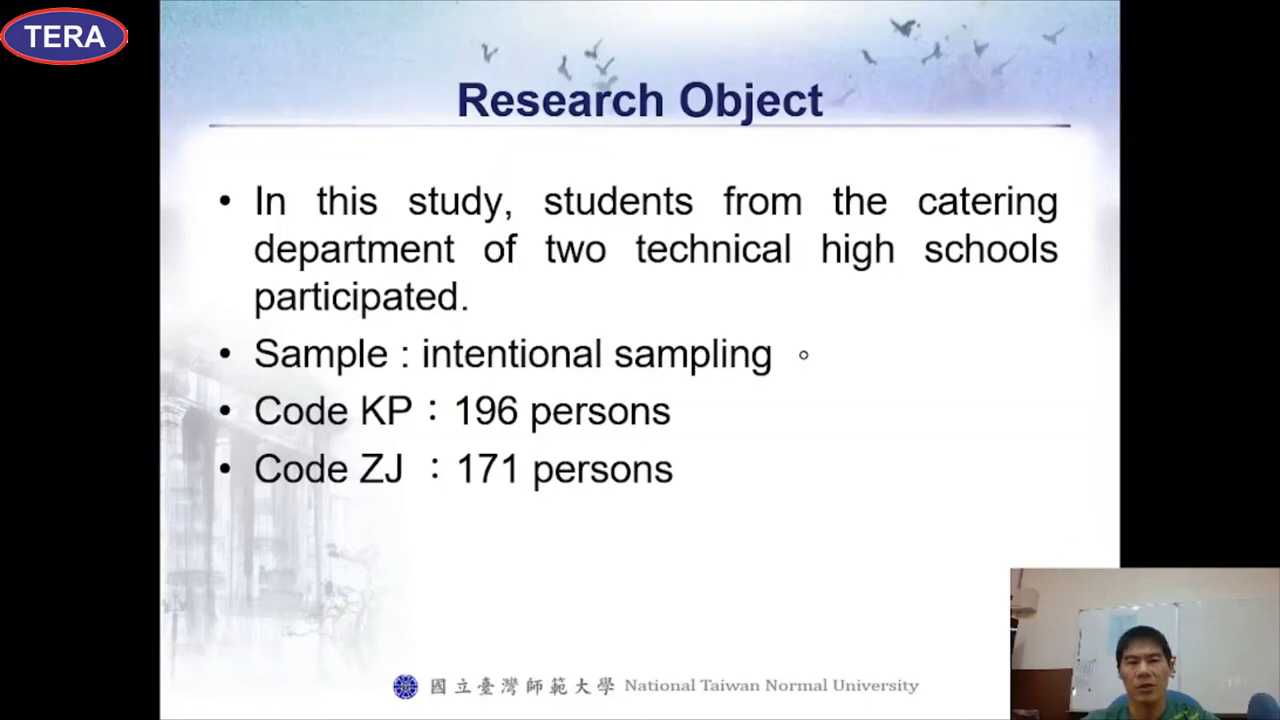 TERA
Research Object
• In this study, students from the catering
department of two technical high schools
participated.
• Sample : intentional sampling 。
• Code KP：196 persons
• Code ZJ ：171 persons
國立臺灣師範大學 National Taiwan Normal University